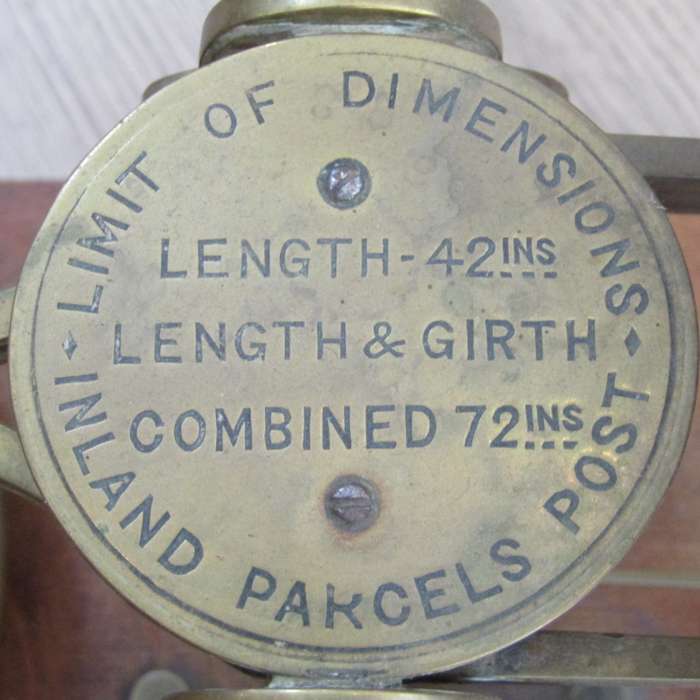 LIMIT OF DIMENSIONS
LENGTH - 42INS
LENGTH & GIRTH
COMBINED 72INS
INLAND PARCELS POST